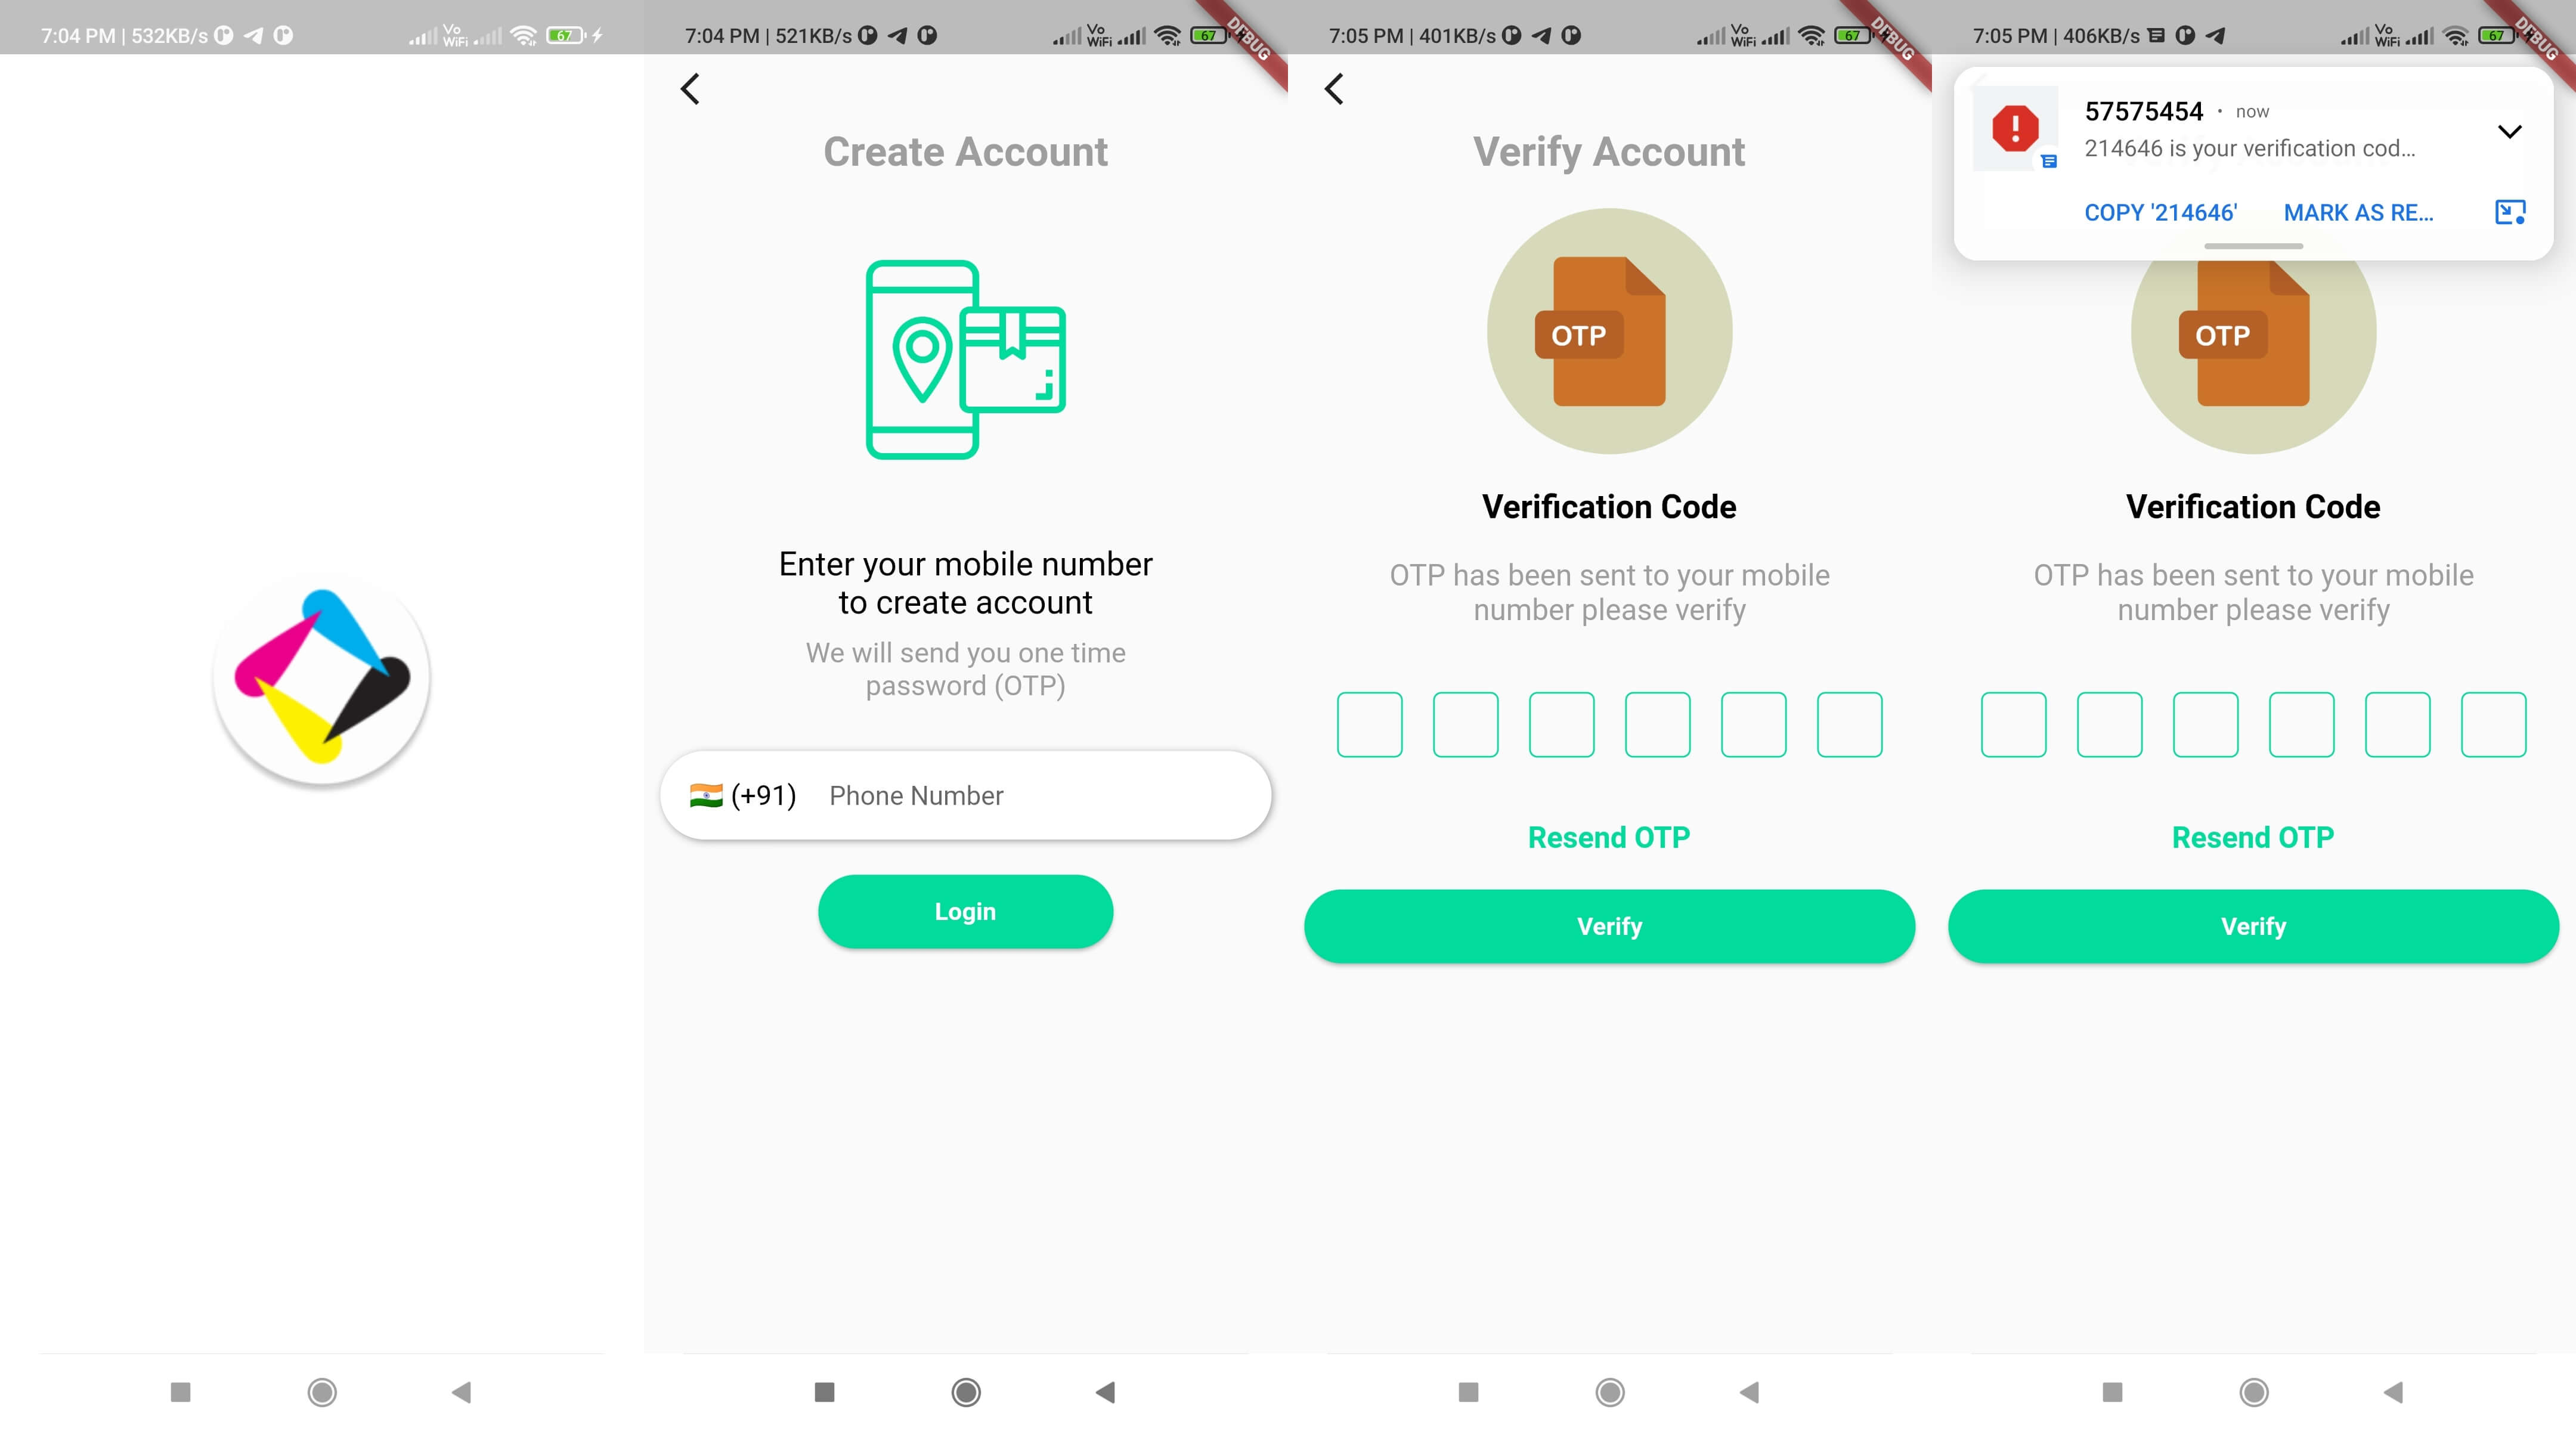 7:04 PM | 532KB/s
Vo
WiFi
67
7:04 PM | 521KB/s
Vo
WiFi
67
DEBUG
Create Account
Enter your mobile number
to create account
We will send you one time
password (OTP)
(+91) Phone Number
Login
7:05 PM | 401KB/s
Vo
WiFi
67
DEBUG
Verify Account
OTP
Verification Code
OTP has been sent to your mobile
number please verify
Resend OTP
Verify
7:05 PM | 406KB/s
Vo
WiFi
67
DEBUG
57575454 · now
214646 is your verification cod...
COPY '214646' MARK AS RE...
OTP
Verification Code
OTP has been sent to your mobile
number please verify
Resend OTP
Verify